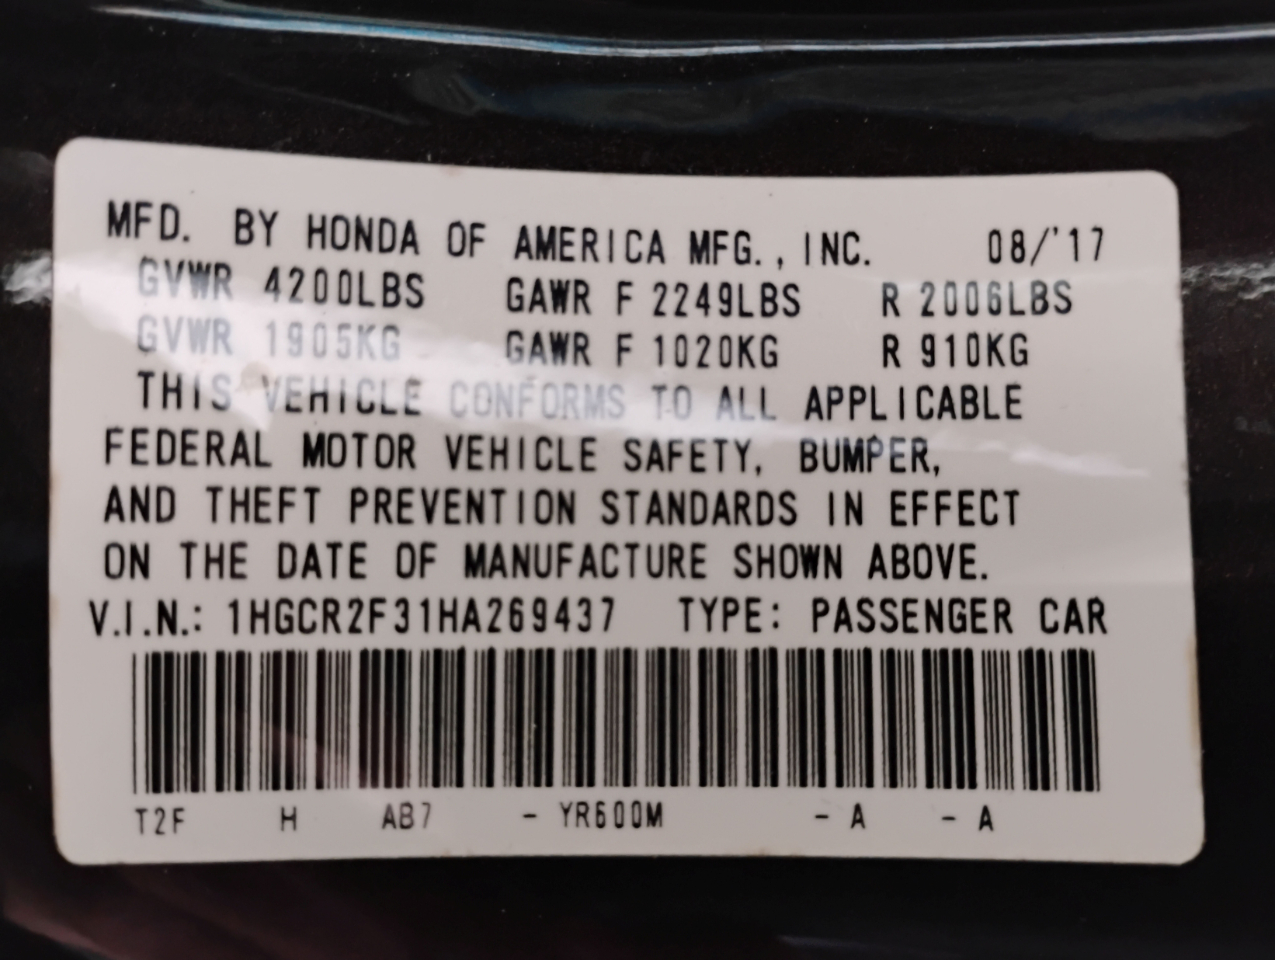 MFD. BY HONDA OF AMERICA MFG., INC. 08/'17
GVWR 4200LBS GAWR F 2249LBS R 2006LBS
GVWR 1905KG GAWR F 1020KG R 910KG
THIS VEHICLE CONFORMS TO ALL APPLICABLE
FEDERAL MOTOR VEHICLE SAFETY, BUMPER,
AND THEFT PREVENTION STANDARDS IN EFFECT
ON THE DATE OF MANUFACTURE SHOWN ABOVE.
V.I.N.: 1HGCR2F31HA269437 TYPE: PASSENGER CAR
T2F H AB7 - YR600M - A - A